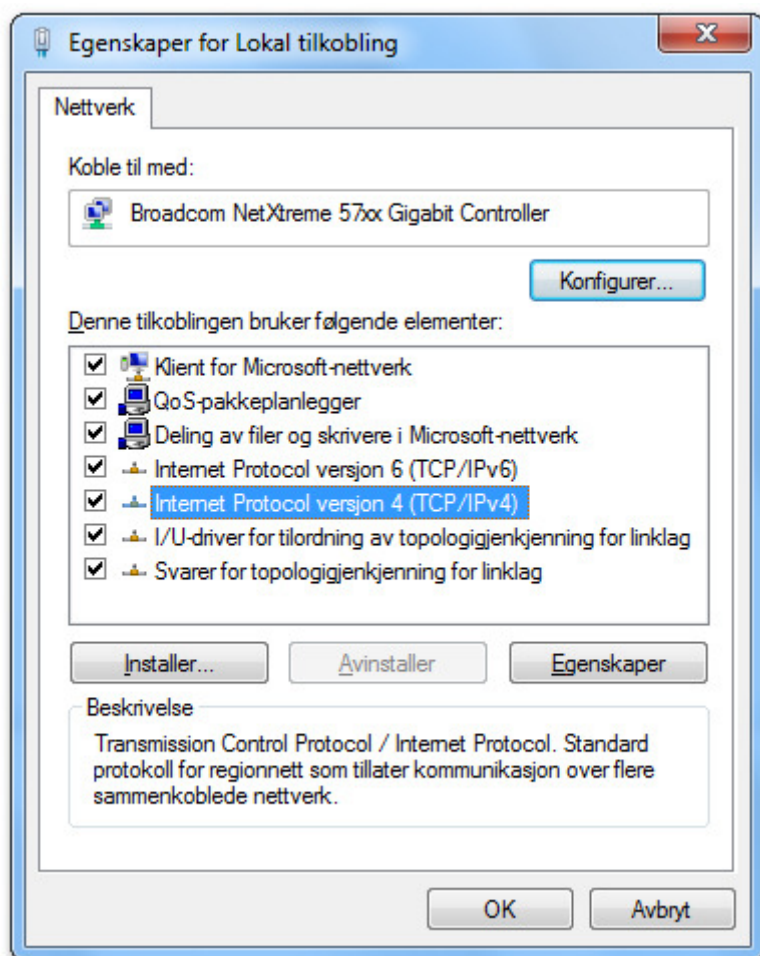 Egenskaper for Lokal tilkobling
Nettverk
Koble til med:
Broadcom NetXtreme 57xx Gigabit Controller
Konfigurer...
Denne tilkoblingen bruker følgende elementer:
Klient for Microsoft-nettverk
QoS-pakkeplanlegger
Deling av filer og skrivere i Microsoft-nettverk
Internet Protocol versjon 6 (TCP/IPv6)
Internet Protocol versjon 4 (TCP/IPv4)
I/U-driver for tilordning av topologigjenkjenning for linklag
Svarer for topologigjenkjenning for linklag
Installer...
Avinstaller
Egenskaper
Beskrivelse
Transmission Control Protocol / Internet Protocol. Standard
protokoll for regionnett som tillater kommunikasjon over flere
sammenkoblede nettverk.
OK
Avbryt